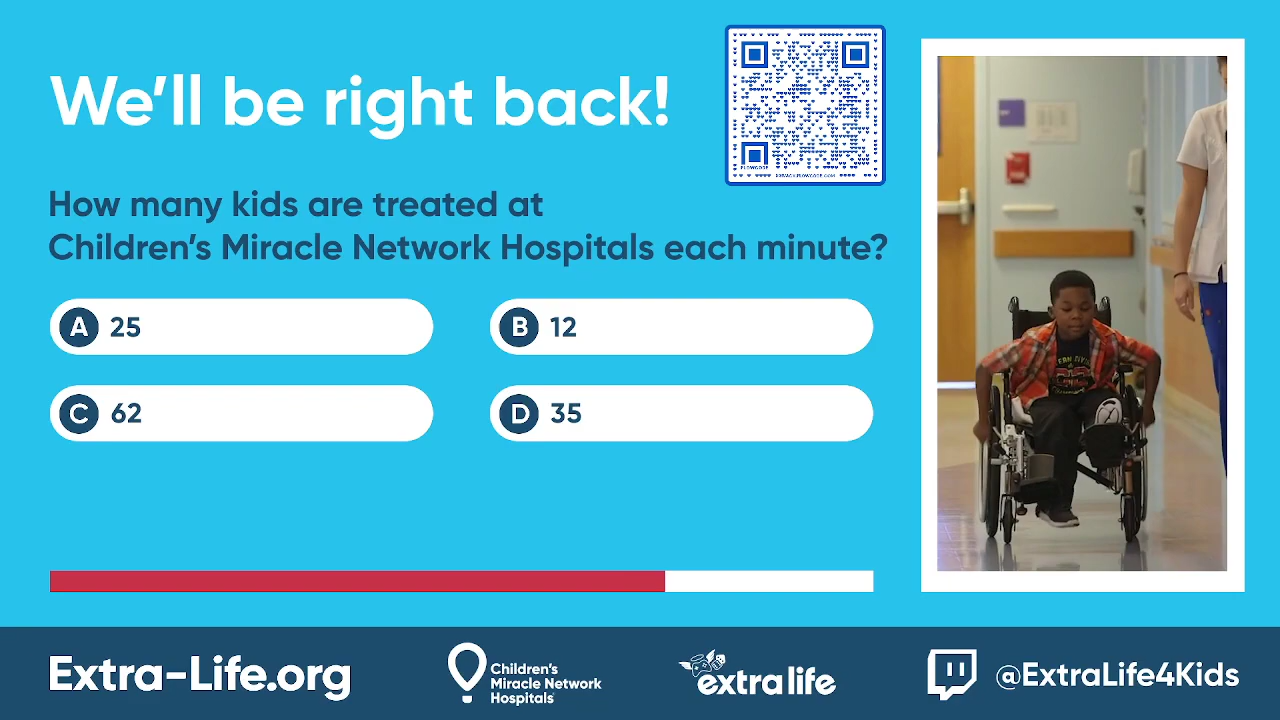 We'll be right back!
FLOWCODE
How many kids are treated at
Children's Miracle Network Hospitals each minute?
A 25
B 12
C 62
D 35
Extra-Life.org
Children's
Miracle Network
Hospitals
extra life
@ExtraLife4Kids